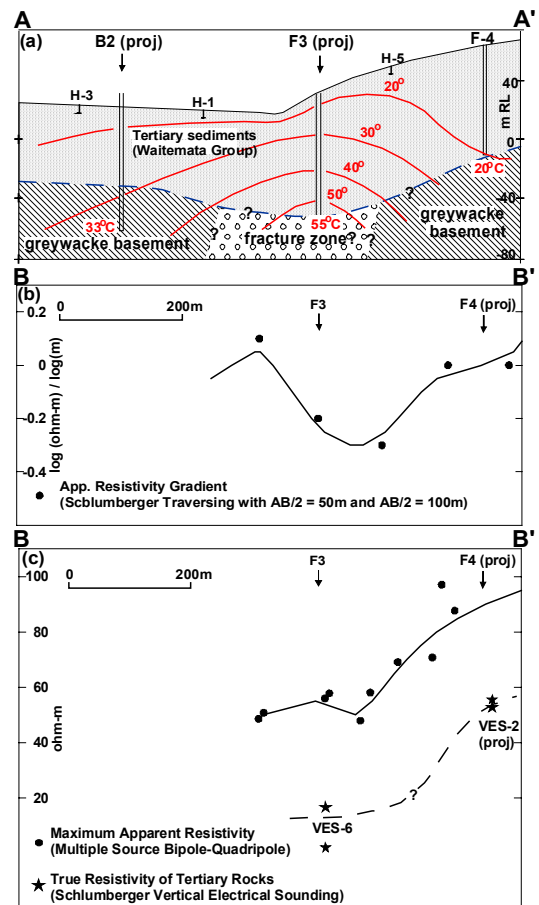 A A'
(a) B2 (proj) F3 (proj) F-4
H-3 H-1 H-5
20°
40
m RL
Tertiary sediments
(Waitemata Group)
30°
40°
20°C
-40
50°
?
33°C
? 55°C ?
greywacke basement
fracture zone?
?
greywacke
basement
-80
B B'
(b)
0 200m
F3 F4 (proj)
0.2
0
-0.2
-0.4
log (ohm-m) / log(m)
App. Resistivity Gradient
(Scblumberger Traversing with AB/2 = 50m and AB/2 = 100m)
B B'
(c)
F3 F4 (proj)
0 200m
100
80
60
40
20
ohm-m
VES-2
(proj)
?
VES-6
Maximum Apparent Resistivity
(Multiple Source Bipole-Quadripole)
True Resistivity of Tertiary Rocks
(Schlumberger Vertical Electrical Sounding)